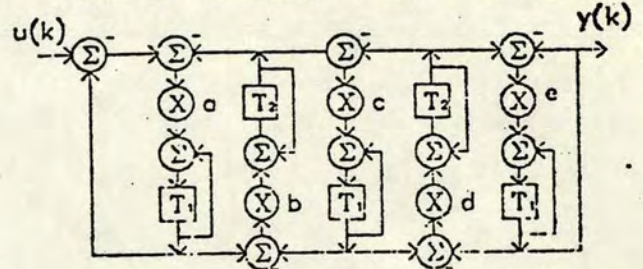 u(k) Σ - Σ - Σ - Σ - y(k)
X a T₂ X c T₂ X e
Σ Σ Σ Σ Σ
T₁ X b T₁ X d T₁
Σ Σ